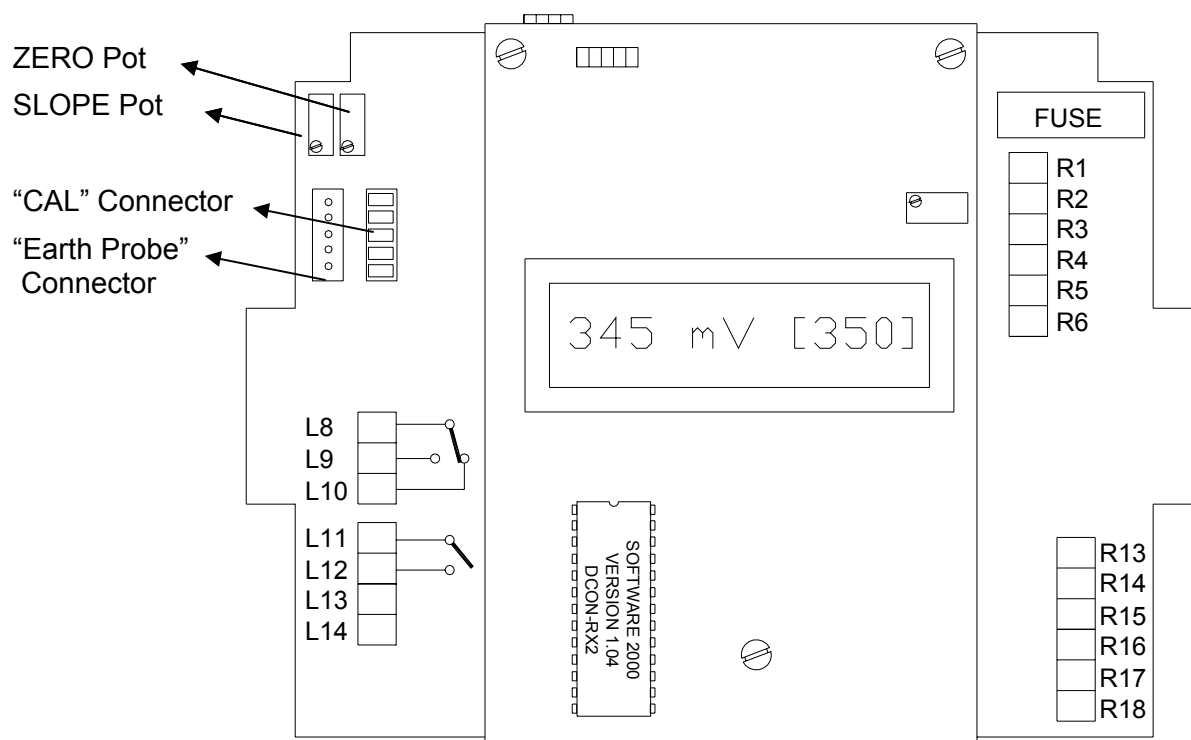 ZERO Pot
SLOPE Pot
“CAL” Connector
“Earth Probe”
Connector
L8
L9
L10
L11
L12
L13
L14
345 mV [350]
SOFTWARE 2000
VERSION 1.04
DCON-RX2
FUSE
R1
R2
R3
R4
R5
R6
R13
R14
R15
R16
R17
R18